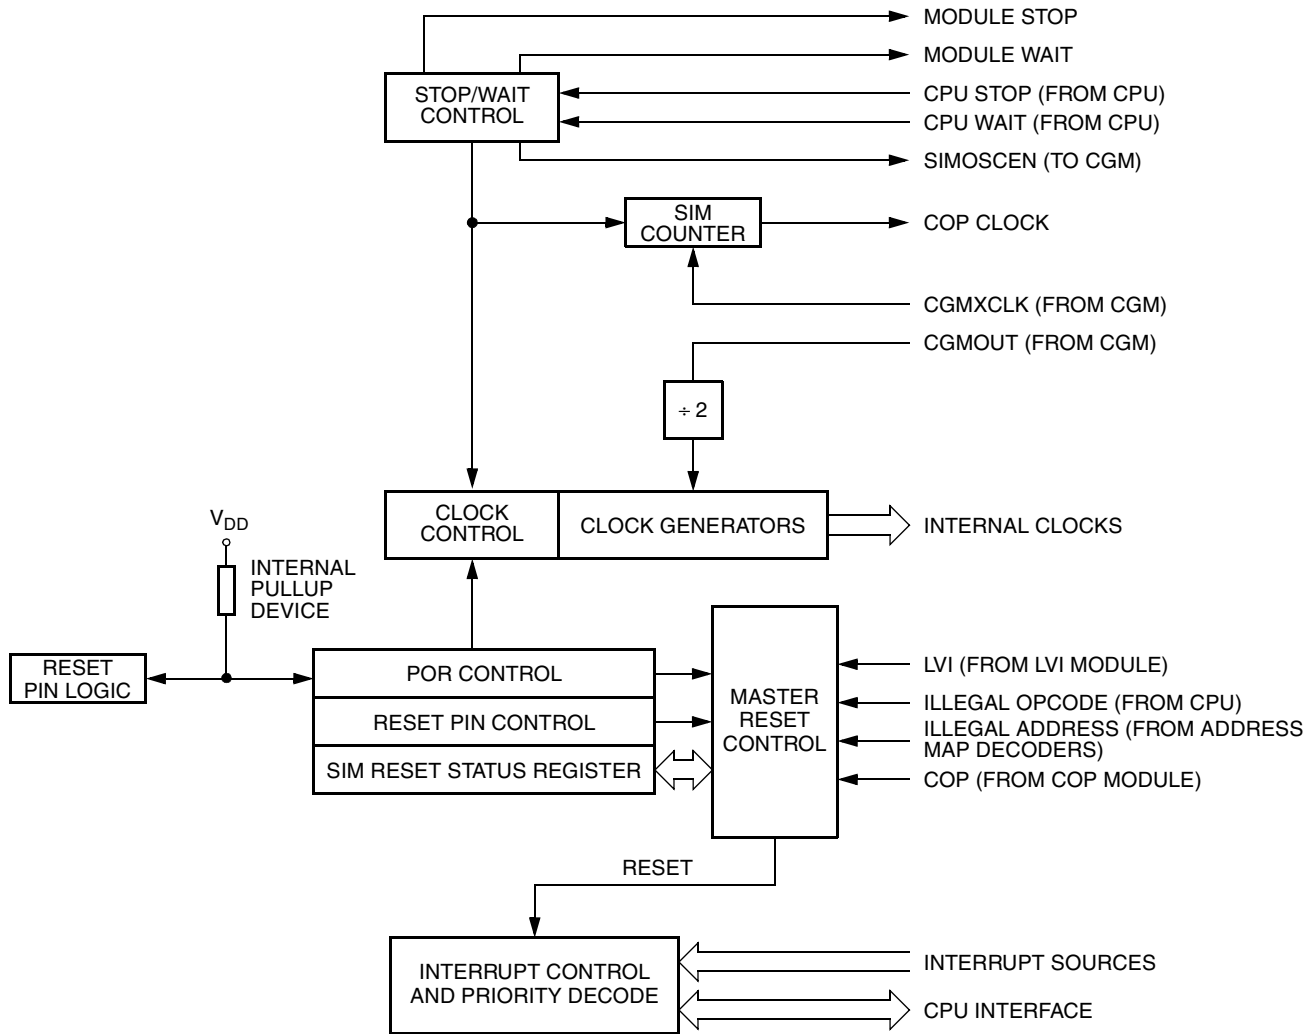 MODULE STOP
MODULE WAIT
STOP/WAIT
CONTROL
CPU STOP (FROM CPU)
CPU WAIT (FROM CPU)
SIMOSCEN (TO CGM)
SIM
COUNTER
COP CLOCK
CGMXCLK (FROM CGM)
CGMOUT (FROM CGM)
÷ 2
CLOCK
CONTROL
CLOCK GENERATORS
INTERNAL CLOCKS
VDD
INTERNAL
PULLUP
DEVICE
RESET
PIN LOGIC
POR CONTROL
RESET PIN CONTROL
SIM RESET STATUS REGISTER
MASTER
RESET
CONTROL
LVI (FROM LVI MODULE)
ILLEGAL OPCODE (FROM CPU)
ILLEGAL ADDRESS (FROM ADDRESS
MAP DECODERS)
COP (FROM COP MODULE)
RESET
INTERRUPT CONTROL
AND PRIORITY DECODE
INTERRUPT SOURCES
CPU INTERFACE